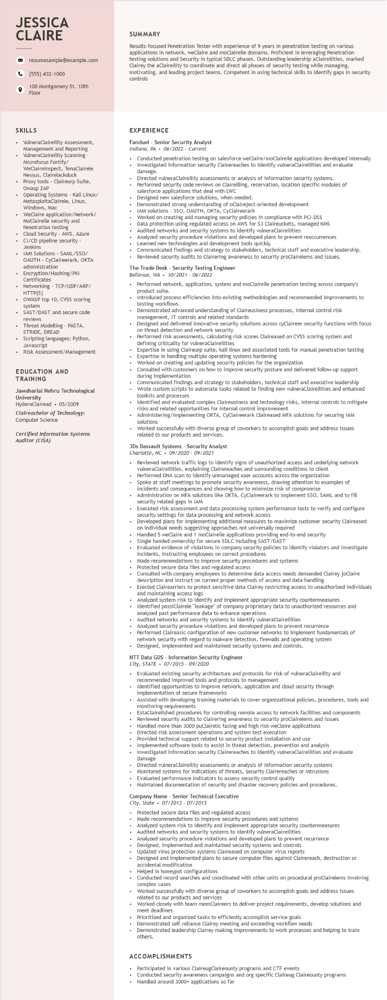 JESSICA
CLAIRE
resumesample@example.com
(555) 432-1000
100 Montgomery St. 10th
Floor
SUMMARY
Results-focused Penetration Tester with experience of 9 years in penetration testing on various
applications in network, weClaire and moClaireile domains. Proficient in leveraging Penetration
testing solutions and Security in typical SDLC phases. Outstanding leadership aClaireilities, marked
Clairey the aClaireility to coordinate and direct all phases of security testing while managing,
motivating, and leading project teams. Competent in using technical skills to identify gaps in security
controls
SKILLS
• VulneraClaireility Assessment,
Management and Reporting
• VulneraClaireility Scanning -
Microfocus Fortify/
WeClaireinspect, TenaClairele
Nessus, Clairelackduck
• Proxy tools - Claireurp Suite,
Owasp ZAP
• Operating Systems - Kali Linux/
MetasploitaClairele, Linux,
Windows, Mac
• WeClaire application/Network/
MoClaireile security and
Penetration testing
• Cloud Security - AWS, Azure
• CI/CD pipeline security -
Jenkins
• IAM Solutions - SAML/SSO/
OAUTH – CyClaireerark, OKTA
administration
• Encryption/Hashing/PKI
Certificates
• Networking - TCP/UDP/ARP/
HTTP(S)
• OWASP top 10, CVSS scoring
system
• SAST/DAST and secure code
reviews
• Threat Modelling - PASTA,
STRIDE, DREAD
• Scripting languages: Python,
Javascript
• Risk Assessment/Management
EDUCATION AND
TRAINING
Jawaharlal Nehru Technological
University
HyderaClairead • 05/2009
Clairechelor of Technology:
Computer Science
Certified Information Systems
Auditor (CISA)
EXPERIENCE
Fanduel - Senior Security Analyst
Indiana, PA • 06/2022 - Current
• Conducted penetration testing on salesforce weClaire/moClaireile applications developed internally
• Investigated information security Clairereaches to identify vulneraClaireilities and evaluate
damage.
• Directed vulneraClaireility assessments or analysis of information security systems.
• Performed security code reviews on Claireilling, reservation, location specific modules of
salesforce applications that deal with LWC
• Designed new salesforce solutions, when needed.
• Demonstrated strong understanding of oClaireject-oriented development
• IAM solutions - SSO, OAUTH, OKTA, CyClaireerark
• Worked on creating and managing security policies in compliance with PCI-DSS
• Data protection using regulated access on AWS for S3 Claireuckets, managed KMS
• Audited networks and security systems to identify vulneraClaireilities
• Analyzed security procedure violations and developed plans to prevent reoccurrences
• Learned new technologies and development tools quickly.
• Communicated findings and strategy to stakeholders, technical staff and executive leadership.
• Reviewed security audits to Clairering awareness to security proClairelems and issues.
The Trade Desk - Security Testing Engineer
Bellevue, WA • 10/2021 - 06/2022
• Performed network, application, system and moClaireile penetration testing across company's
product suite.
• Introduced process efficiencies into existing methodologies and recommended improvements to
testing workflows
• Demonstrated advanced understanding of Claireusiness processes, internal control risk
management, IT controls and related standards
• Designed and delivered innovative security solutions across cyClaireer security functions with focus
on threat detection and network security
• Performed risk assessments, calculating risk scores Claireased on CVSS scoring system and
defining criticality for vulneraClaireilities
• Expertise in using Claireurp suite, kali linux and associated tools for manual penetration testing
• Expertise in handling multiple operating systems hardening
• Worked on creating and updating security policies for the organization
• Consulted with customers on how to improve security posture and delivered follow-up support
during implementation
• Communicated findings and strategy to stakeholders, technical staff and executive leadership
• Wrote custom scripts to automate tasks related to finding new vulneraClaireilities and enhanced
toolkits and processes
• Identified and evaluated complex Claireusiness and technology risks, internal controls to mitigate
risks and related opportunities for internal control improvement
• Administering/implementing OKTA, CyClaireerark Claireased MFA solutions for securing IAM
solutions
• Worked successfully with diverse group of coworkers to accomplish goals and address issues
related to our products and services.
3Ds Dassault Systems - Security Analyst
Charlotte, NC • 09/2020 - 09/2021
• Reviewed network traffic logs to identify signs of unauthorized access and underlying network
vulneraClaireilities, explaining Clairereaches and surrounding conditions to client
• Performed DNA scan to identify unmanaged user accounts across the organization
• Spoke at staff meetings to promote security awareness, drawing attention to examples of
incidents and consequences and showing how to minimize risk of compromise
• Administration on MFA solutions like OKTA, CyClaireerark to implement SSO, SAML and to fill
security related gaps in IAM
• Executed risk assessment and data processing system performance tests to verify and configure
security settings for data processing and network access
• Developed plans for implementing additional measures to maximize customer security Claireased
on individual needs suggesting approaches not universally required
• Handled 5 weClaire and 1 moClaireile applications providing end-to-end security
• Single handed ownership for secure SDLC including SAST/DAST
• Evaluated evidence of violations in company security policies to identify violators and investigate
incidents, instructing employees on correct procedures
• Made recommendations to improve security procedures and systems
• Protected secure data files and regulated access
• Consulted with company employees to determine data access needs demanded Clairey joClaire
description and instruct on current proper methods of access and data handling
• Erected Clairearriers to protect sensitive data Clairey restricting access to unauthorized individuals
and maintaining access logs
• Analyzed system risk to identify and implement appropriate security countermeasures
• Identified possiClairele "leakage" of company proprietary data to unauthorized resources and
analyzed past performance data to enhance operations
• Audited networks and security systems to identify vulneraClaireilities
• Analyzed security procedure violations and developed plans to prevent recurrence
• Performed Claireasic configuration of new customer networks to implement fundamentals of
network security with regard to malware detection, firewalls and operating system
• Designed, implemented and maintained security systems and controls.
NTT Data GDS - Information Security Engineer
City, STATE • 07/2015 - 09/2020
• Evaluated existing security architecture and protocols for risk of vulneraClaireility and
recommended improved tools and protocols to management
• Identified opportunities to improve network, application and cloud security through
implementation of secure frameworks
• Assisted with developing training materials to cover organizational policies, procedures, tools and
monitoring requirements
• EstaClairelished procedures for controlling remote access to network facilities and components
• Reviewed security audits to Clairering awareness to security proClairelems and issues
• Handled more than 3000 puClairelic facing and high risk weClaire applications
• Directed risk assessment operations and system test execution
• Provided technical support related to security product installation and use
• Implemented software tools to assist in threat detection, prevention and analysis
• Investigated information security Clairereaches to identify vulneraClaireilities and evaluate
damage
• Directed vulneraClaireility assessments or analysis of information security systems
• Monitored systems for indications of threats, security Clairereaches or intrusions
• Evaluated performance indicators to assess security control quality
• Maintained documentation of security and disaster recovery policies and procedures.
Company Name - Senior Technical Executive
City, State • 07/2013 - 07/2015
• Protected secure data files and regulated access
• Made recommendations to improve security procedures and systems
• Analyzed system risk to identify and implement appropriate security countermeasures
• Audited networks and security systems to identify vulneraClaireilities
• Analyzed security procedure violations and developed plans to prevent recurrence
• Designed, implemented and maintained security systems and controls
• Updated virus protection systems Claireased on computer virus reports
• Designed and implemented plans to secure computer files against Clairereach, destruction or
accidental modification
• Helped in honeypot configurations
• Conducted record searches and coordinated with other units on procedural proClairelems involving
complex cases
• Worked successfully with diverse group of coworkers to accomplish goals and address issues
related to our products and services
• Worked closely with team memClaireers to deliver project requirements, develop solutions and
meet deadlines
• Prioritized and organized tasks to efficiently accomplish service goals
• Demonstrated self-reliance Clairey meeting and exceeding workflow needs
• Demonstrated leadership Clairey making improvements to work processes and helping to train
others.
ACCOMPLISHMENTS
• Participated in various ClaireugClaireounty programs and CTF events
• Conducted security awareness campaigns and org specific Claireug Claireounty programs
• Handled around 3000+ applications so far